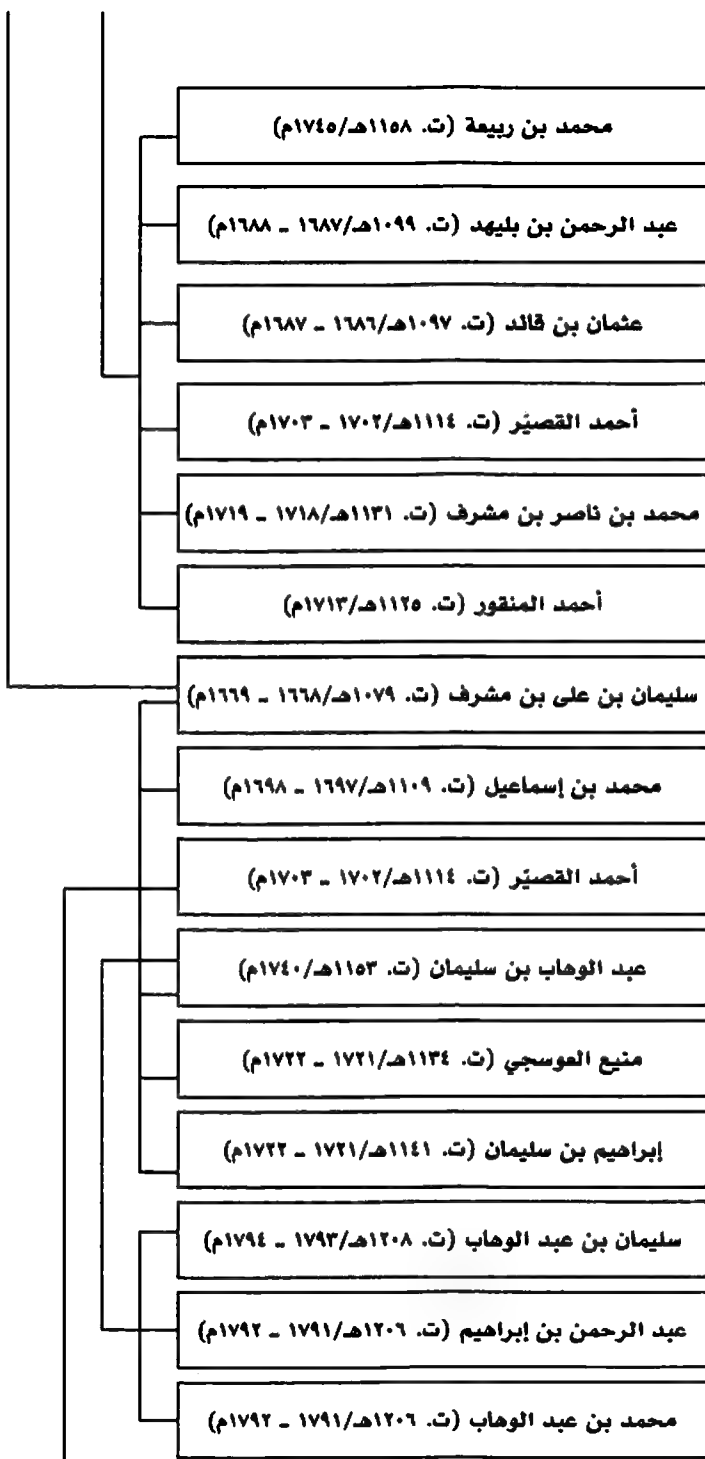 محمد بن ربيعة (ت. ١١٥٨هـ/١٧٤٥م)
عبد الرحمن بن بليهد (ت. ١٠٩٩هـ/١٦٨٧ ـ ١٦٨٨م)
عثمان بن قائد (ت. ١٠٩٧هـ/١٦٨٦ ـ ١٦٨٧م)
أحمد القصيّر (ت. ١١١٤هـ/١٧٠٢ ـ ١٧٠٣م)
محمد بن ناصر بن مشرف (ت. ١١٣١هـ/١٧١٨ ـ ١٧١٩م)
أحمد المنقور (ت. ١١٢٥هـ/١٧١٣م)
سليمان بن على بن مشرف (ت. ١٠٧٩هـ/١٦٦٨ ـ ١٦٦٩م)
محمد بن إسماعيل (ت. ١١٠٩هـ/١٦٩٧ ـ ١٦٩٨م)
أحمد القصيّر (ت. ١١١٤هـ/١٧٠٢ ـ ١٧٠٣م)
عبد الوهاب بن سليمان (ت. ١١٥٣هـ/١٧٤٠م)
منيع العوسجي (ت. ١١٣٤هـ/١٧٢١ ـ ١٧٢٢م)
إبراهيم بن سليمان (ت. ١١٤١هـ/١٧٢١ ـ ١٧٢٢م)
سليمان بن عبد الوهاب (ت. ١٢٠٨هـ/١٧٩٣ ـ ١٧٩٤م)
عبد الرحمن بن إبراهيم (ت. ١٢٠٦هـ/١٧٩١ ـ ١٧٩٢م)
محمد بن عبد الوهاب (ت. ١٢٠٦هـ/١٧٩١ ـ ١٧٩٢م)